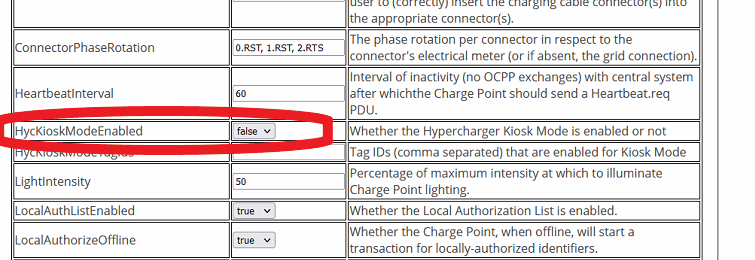 user to (correctly) insert the charging cable connector(s) into
the appropriate connector(s).
ConnectorPhaseRotation 0.RST, 1.RST, 2.RTS The phase rotation per connector in respect to the
connector's electrical meter (or if absent, the grid connection).
Interval of inactivity (no OCPP exchanges) with central system
HeartbeatInterval 60 after whichthe Charge Point should send a Heartbeat.req
PDU.
HycKioskModeEnabled false Whether the Hypercharger Kiosk Mode is enabled or not
HycKioskModeTagIds Tag IDs (comma separated) that are enabled for Kiosk Mode
LightIntensity 50 Percentage of maximum intensity at which to illuminate
Charge Point lighting.
LocalAuthListEnabled true Whether the Local Authorization List is enabled.
LocalAuthorizeOffline true Whether the Charge Point, when offline, will start a
transaction for locally-authorized identifiers.